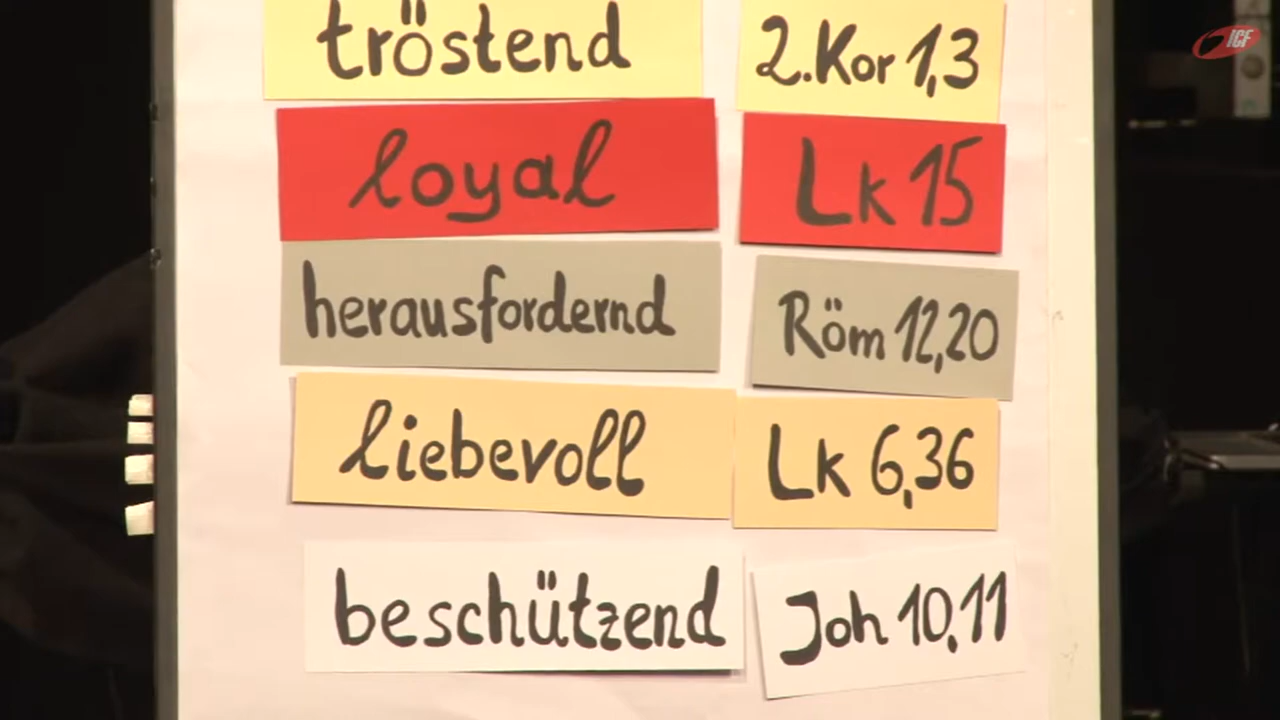 tröstend 2.Kor 1,3
loyal Lk 15
herausfordernd Röm 12,20
liebevoll Lk 6,36
beschützend Joh 10,11
ICF